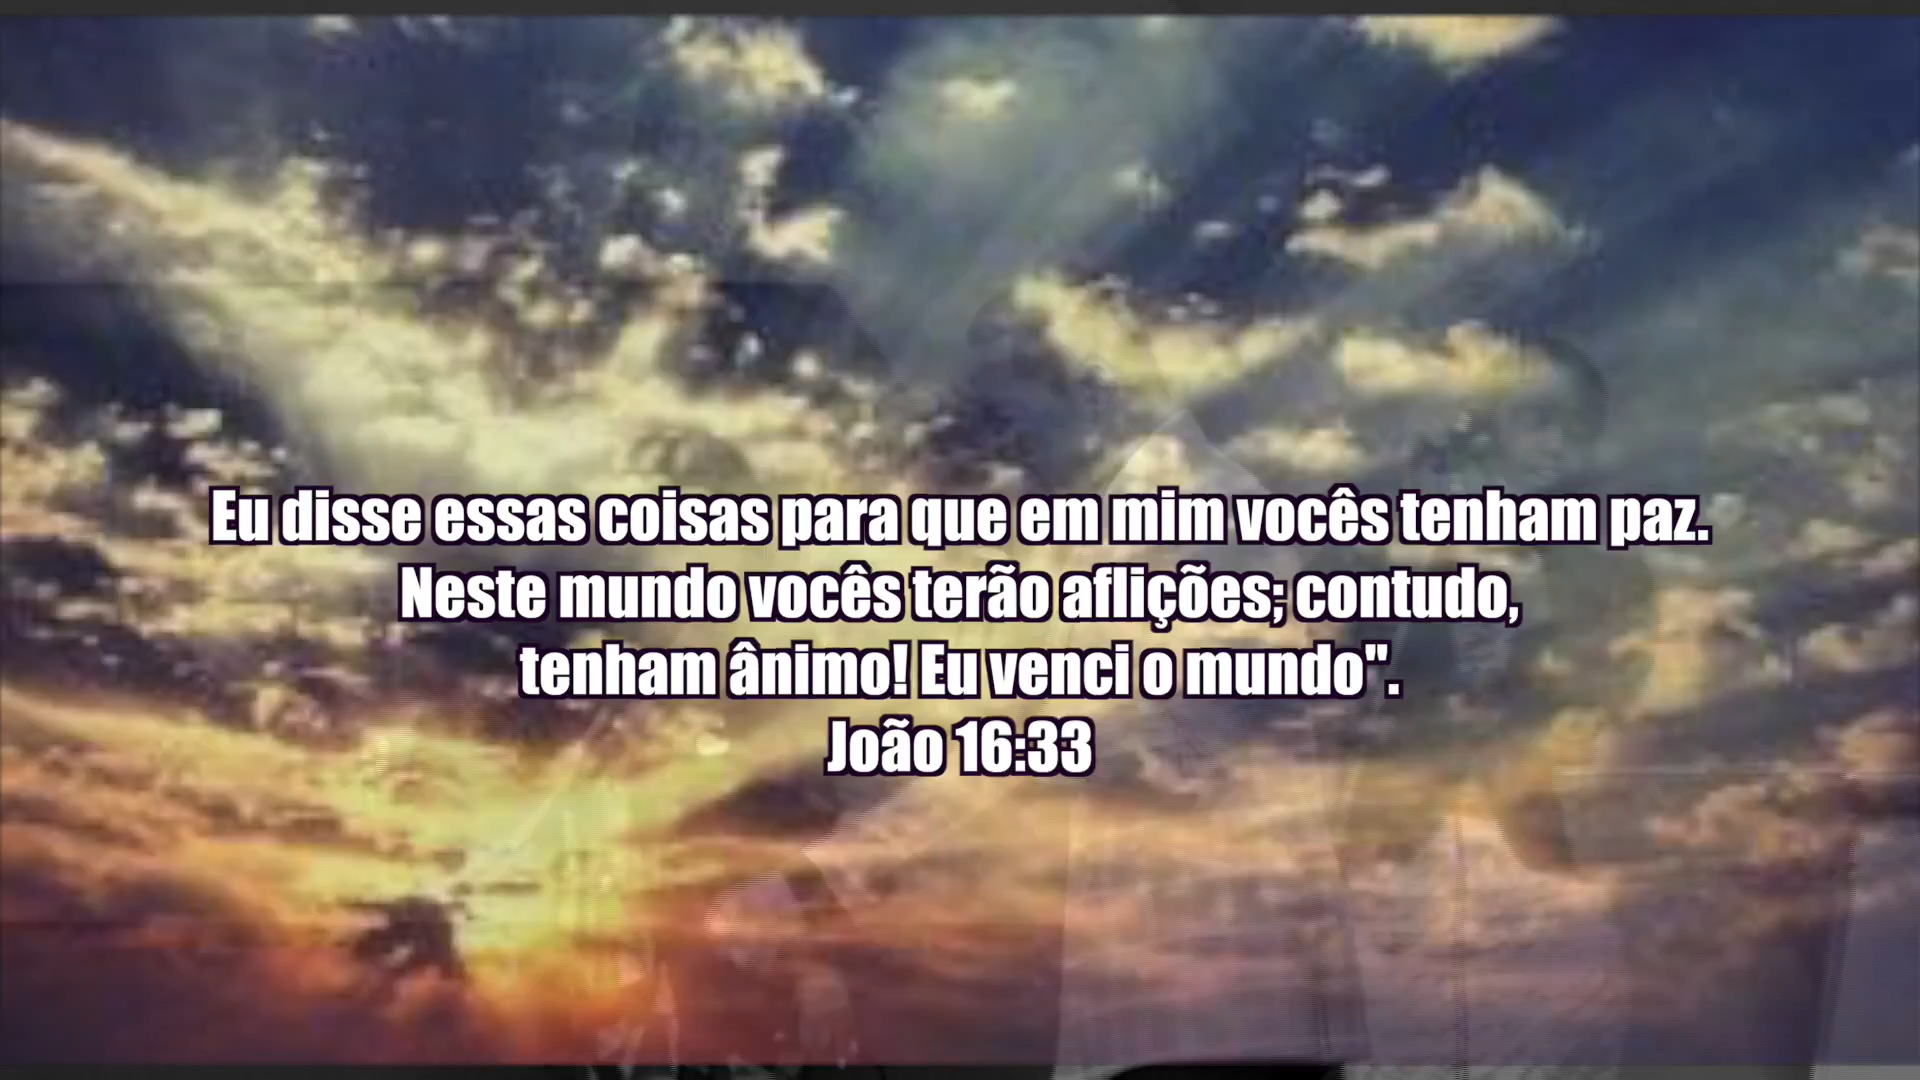 Eu disse essas coisas para que em mim vocês tenham paz.
Neste mundo vocês terão aflições; contudo,
tenham ânimo! Eu venci o mundo".
João 16:33